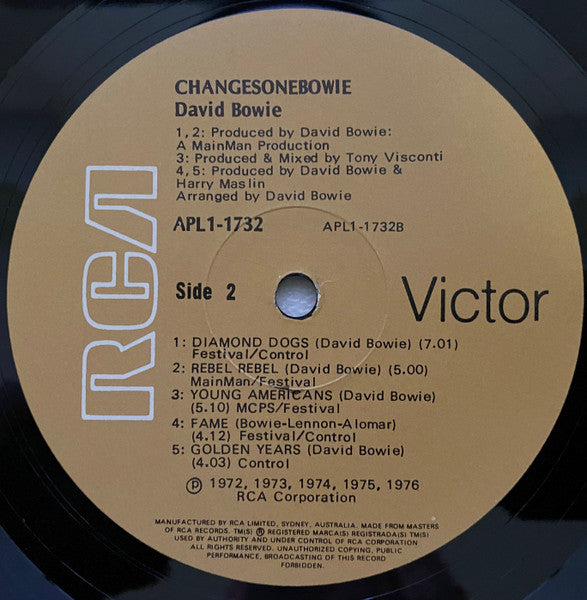 CHANGESONEBOWIE
David Bowie
1, 2: Produced by David Bowie:
A MainMan Production
3: Produced & Mixed by Tony Visconti
4, 5: Produced by David Bowie &
Harry Maslin
Arranged by David Bowie
APL1-1732 APL1-1732B
RCA
Side 2
Victor
1: DIAMOND DOGS (David Bowie) (7.01)
Festival/Control
2: REBEL REBEL (David Bowie) (5.00)
MainMan/Festival
3: YOUNG AMERICANS (David Bowie)
(5.10) MCPS/Festival
4: FAME (Bowie-Lennon-Alomar)
(4.12) Festival/Control
5: GOLDEN YEARS (David Bowie)
(4.03) Control
Ⓟ 1972, 1973, 1974, 1975, 1976
RCA Corporation
MANUFACTURED BY RCA LIMITED, SYDNEY, AUSTRALIA. MADE FROM MASTERS
OF RCA RECORDS. TM(S) ® REGISTERED MARCA(S) REGISTRADA(S) TM(S)
USED BY AUTHORITY AND UNDER CONTROL OF RCA CORPORATION
ALL RIGHTS RESERVED. UNAUTHORIZED COPYING, PUBLIC
PERFORMANCE, BROADCASTING OF THIS RECORD
FORBIDDEN.